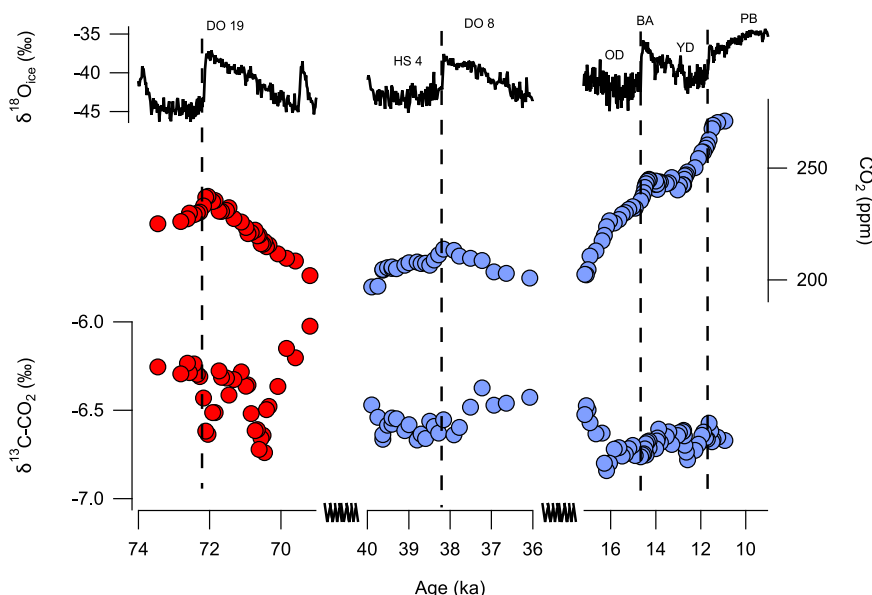 DO 19
DO 8
BA
PB
HS 4
OD
YD
-35
-40
-45
δ18Oice (‰)
250
200
CO2 (ppm)
-6.0
-6.5
-7.0
δ13C–CO2 (‰)
74 72 70 40 39 38 37 36 16 14 12 10
Age (ka)